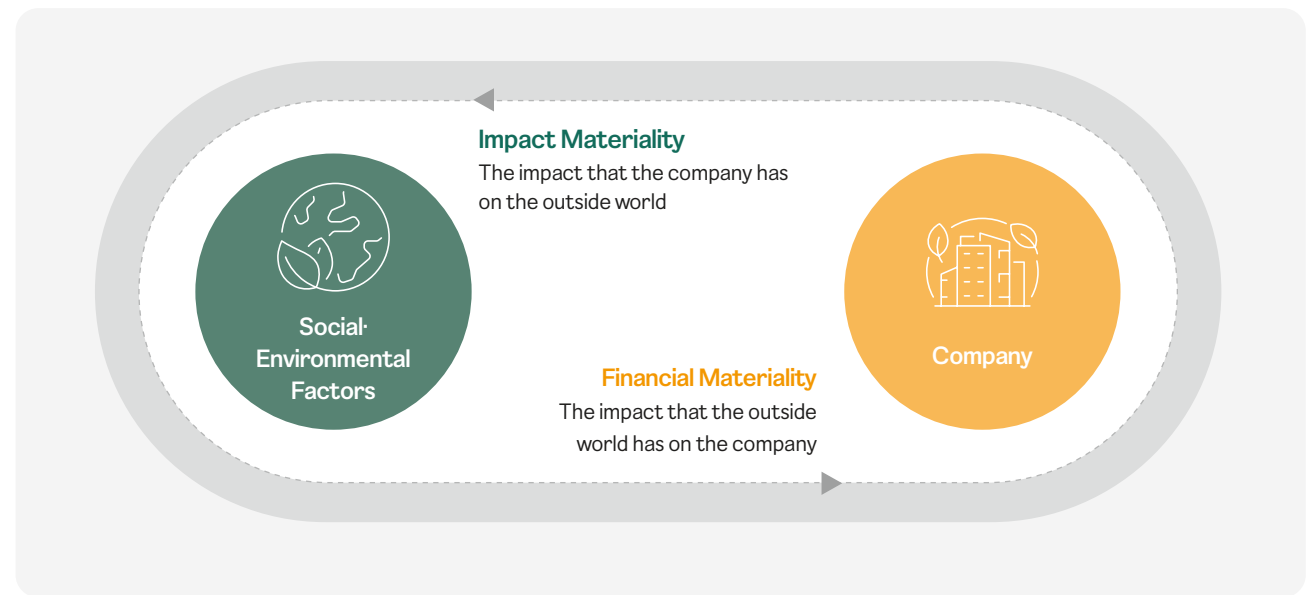 Impact Materiality
The impact that the company has
on the outside world
Social·
Environmental
Factors
Company
Financial Materiality
The impact that the outside
world has on the company